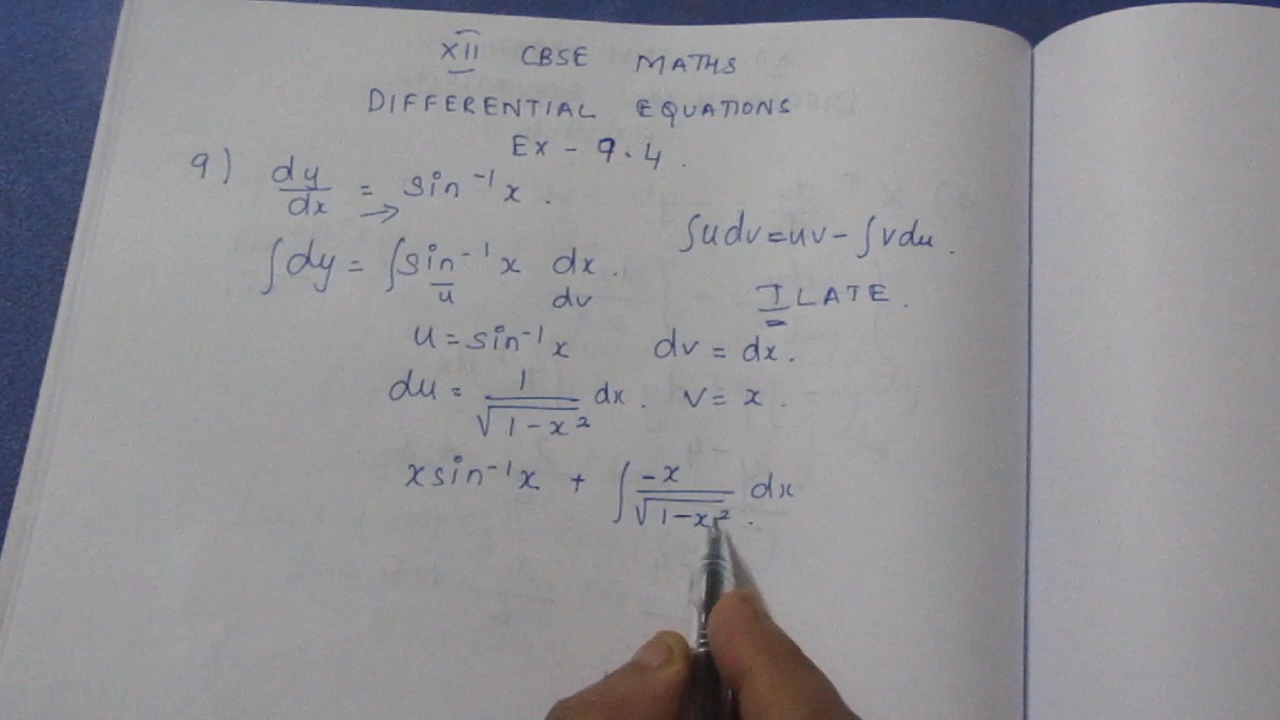 XII CBSE MATHS
DIFFERENTIAL EQUATIONS
Ex - 9.4.
9) dy/dx = sin⁻¹x.
→
∫dy = ∫sin⁻¹x dx.
u dv
∫udv = uv - ∫vdu.
ILATE.
u = sin⁻¹x dv = dx.
du = 1/√(1-x²) dx. v = x.
x sin⁻¹x + ∫ -x/√(1-x²) dx.